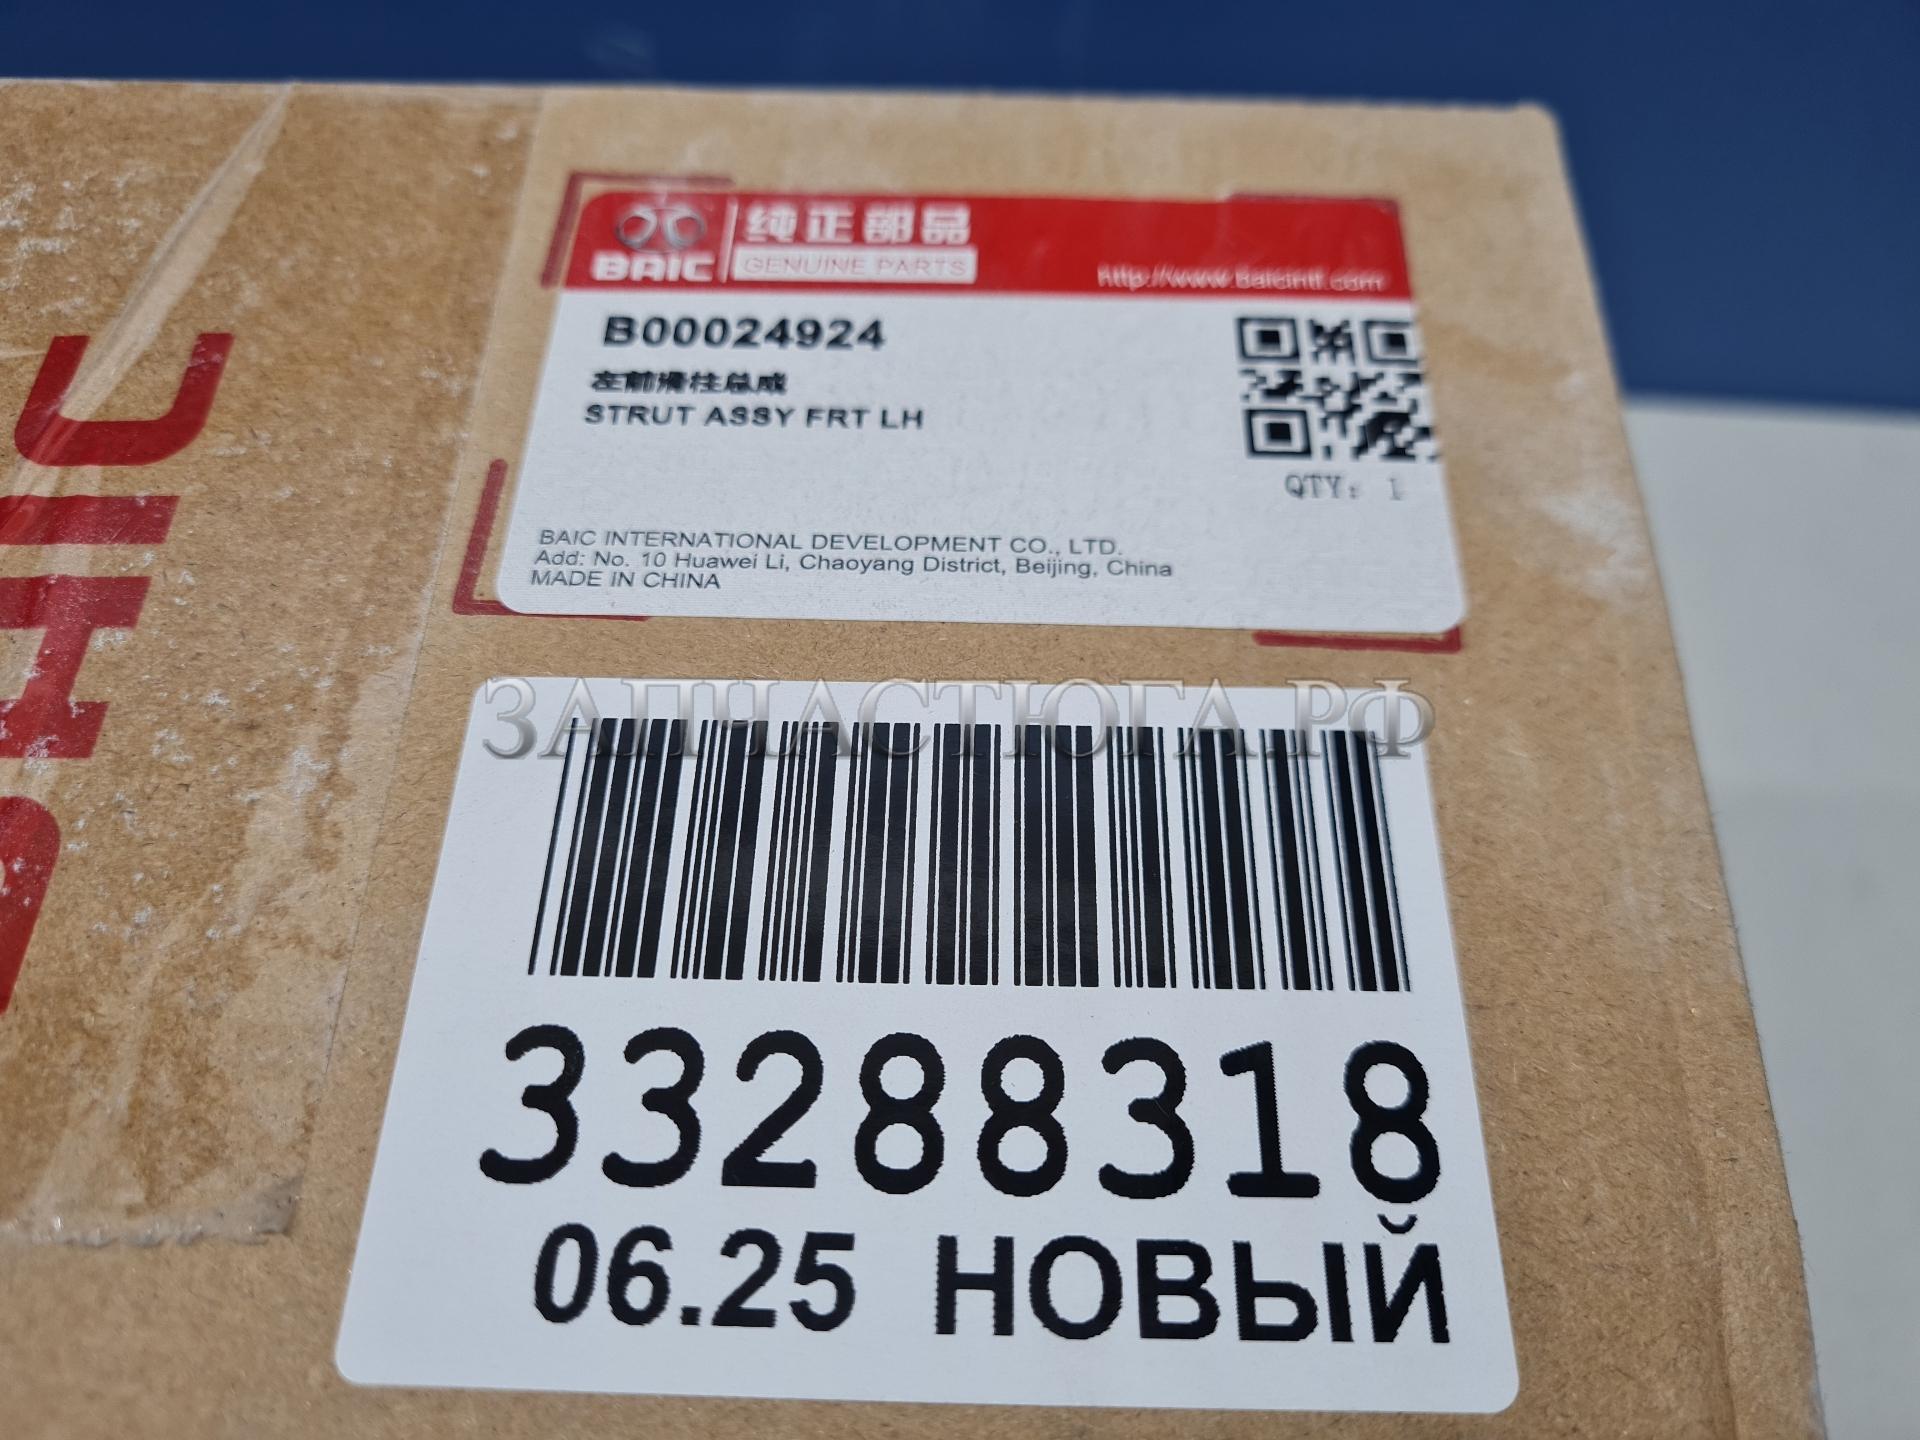 BAIC
纯正部品
GENUINE PARTS
http://www.baicintl.com
B00024924
左前滑柱总成
STRUT ASSY FRT LH
QTY: 1
BAIC INTERNATIONAL DEVELOPMENT CO., LTD.
Add: No. 10 Huawei Li, Chaoyang District, Beijing, China
MADE IN CHINA
ЗАПЧАСТЮГА.РФ
33288318
06.25 НОВЫЙ